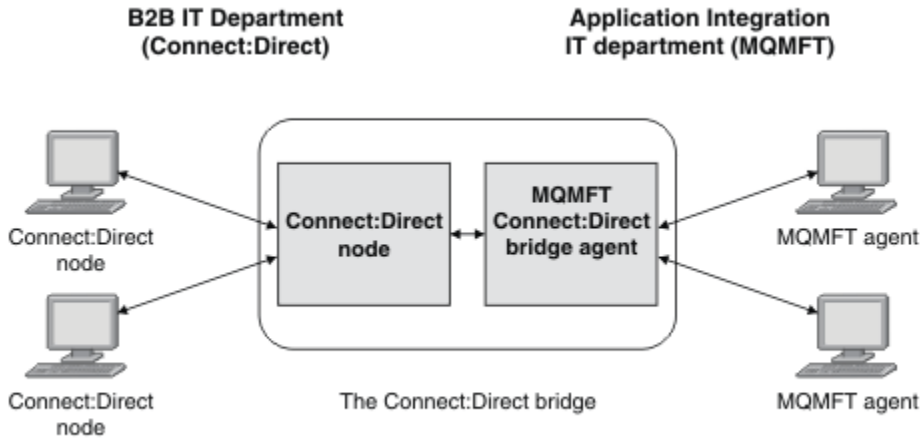 B2B IT Department
(Connect:Direct)
Application Integration
IT department (MQMFT)
Connect:Direct
node
Connect:Direct
node
MQMFT
Connect:Direct
bridge agent
MQMFT agent
Connect:Direct
node
The Connect:Direct bridge
MQMFT agent